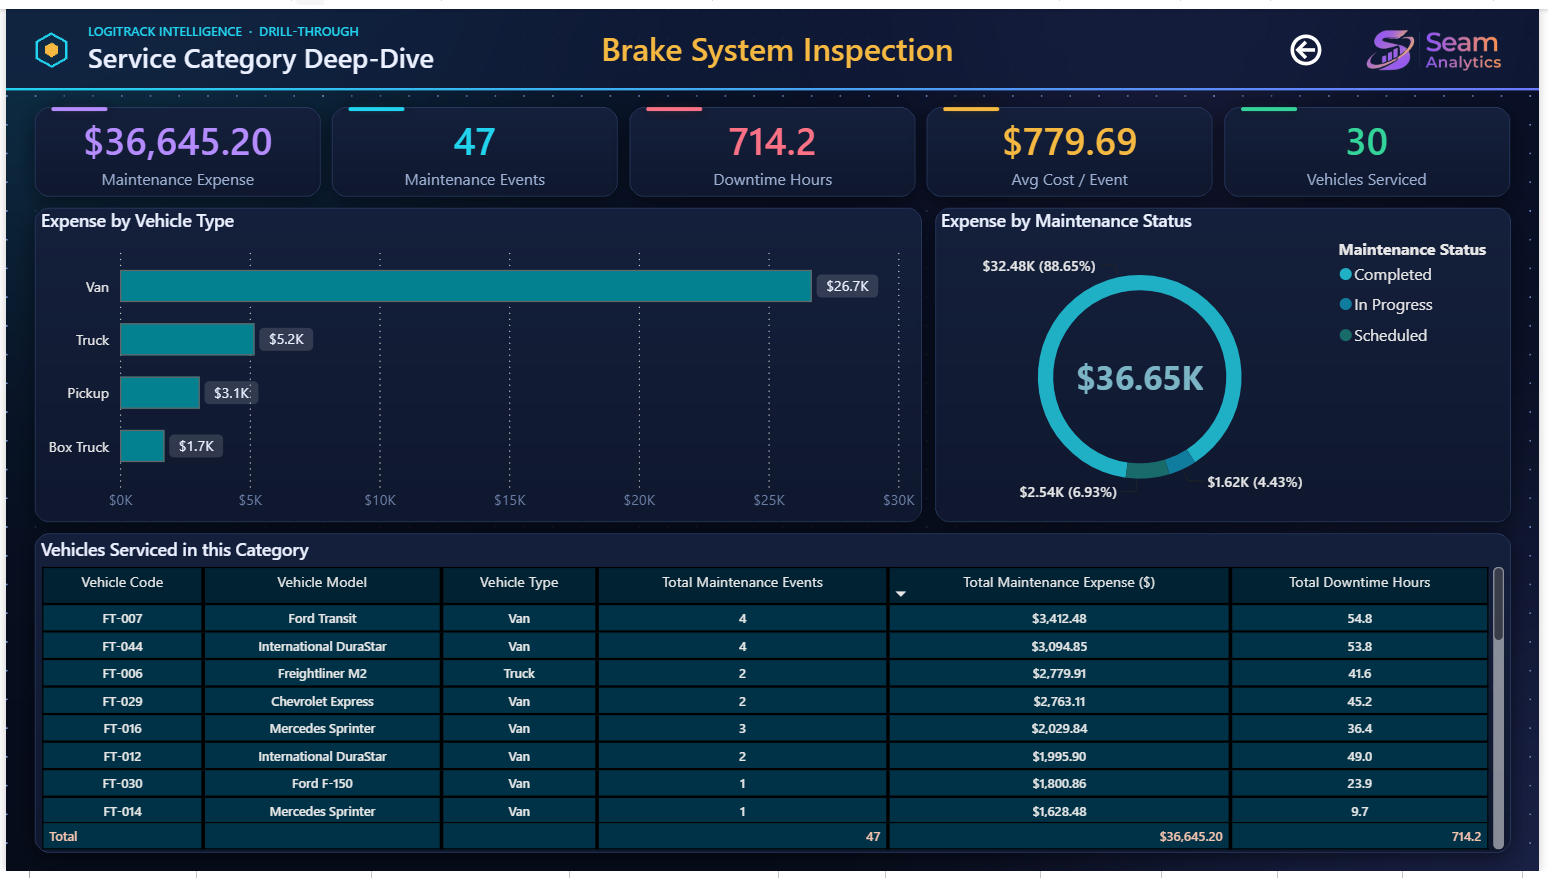 LOGITRACK INTELLIGENCE · DRILL-THROUGH
Service Category Deep-Dive
Brake System Inspection
Seam
Analytics
$36,645.20
Maintenance Expense
47
Maintenance Events
714.2
Downtime Hours
$779.69
Avg Cost / Event
30
Vehicles Serviced
Expense by Vehicle Type
Van $26.7K
Truck $5.2K
Pickup $3.1K
Box Truck $1.7K
$0K $5K $10K $15K $20K $25K $30K
Expense by Maintenance Status
Maintenance Status
Completed
In Progress
Scheduled
$32.48K (88.65%)
$36.65K
$1.62K (4.43%)
$2.54K (6.93%)
Vehicles Serviced in this Category
Vehicle Code Vehicle Model Vehicle Type Total Maintenance Events Total Maintenance Expense ($) Total Downtime Hours
FT-007 Ford Transit Van 4 $3,412.48 54.8
FT-044 International DuraStar Van 4 $3,094.85 53.8
FT-006 Freightliner M2 Truck 2 $2,779.91 41.6
FT-029 Chevrolet Express Van 2 $2,763.11 45.2
FT-016 Mercedes Sprinter Van 3 $2,029.84 36.4
FT-012 International DuraStar Van 2 $1,995.90 49.0
FT-030 Ford F-150 Van 1 $1,800.86 23.9
FT-014 Mercedes Sprinter Van 1 $1,628.48 9.7
Total 47 $36,645.20 714.2